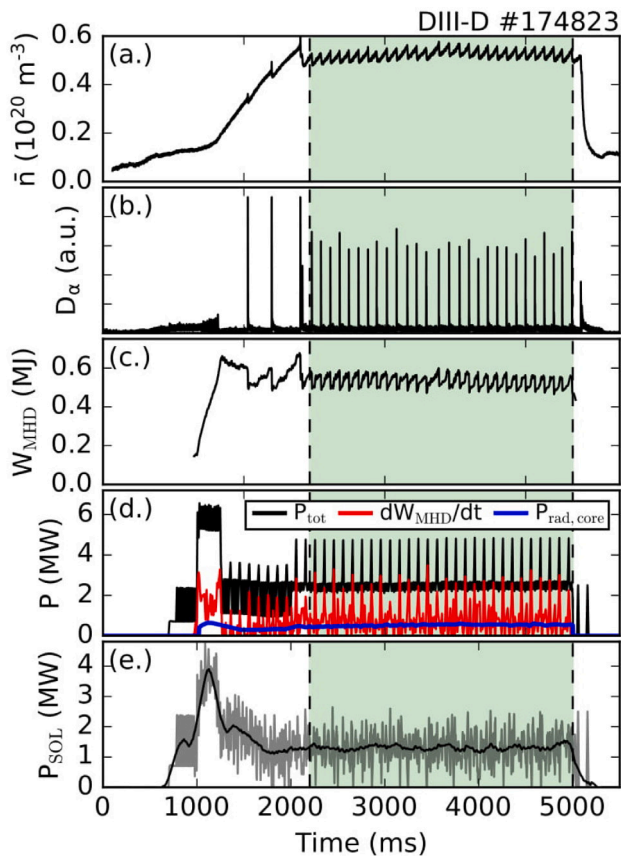 DIII-D #174823
(a.)
n̄ (10²⁰ m⁻³)
0.6
0.4
0.2
0.0
(b.)
Dα (a.u.)
(c.)
W_MHD (MJ)
0.6
0.4
0.2
0.0
(d.)
P_tot
dW_MHD/dt
P_rad,core
P (MW)
6
4
2
0
(e.)
P_SOL (MW)
4
3
2
1
0
0 1000 2000 3000 4000 5000
Time (ms)